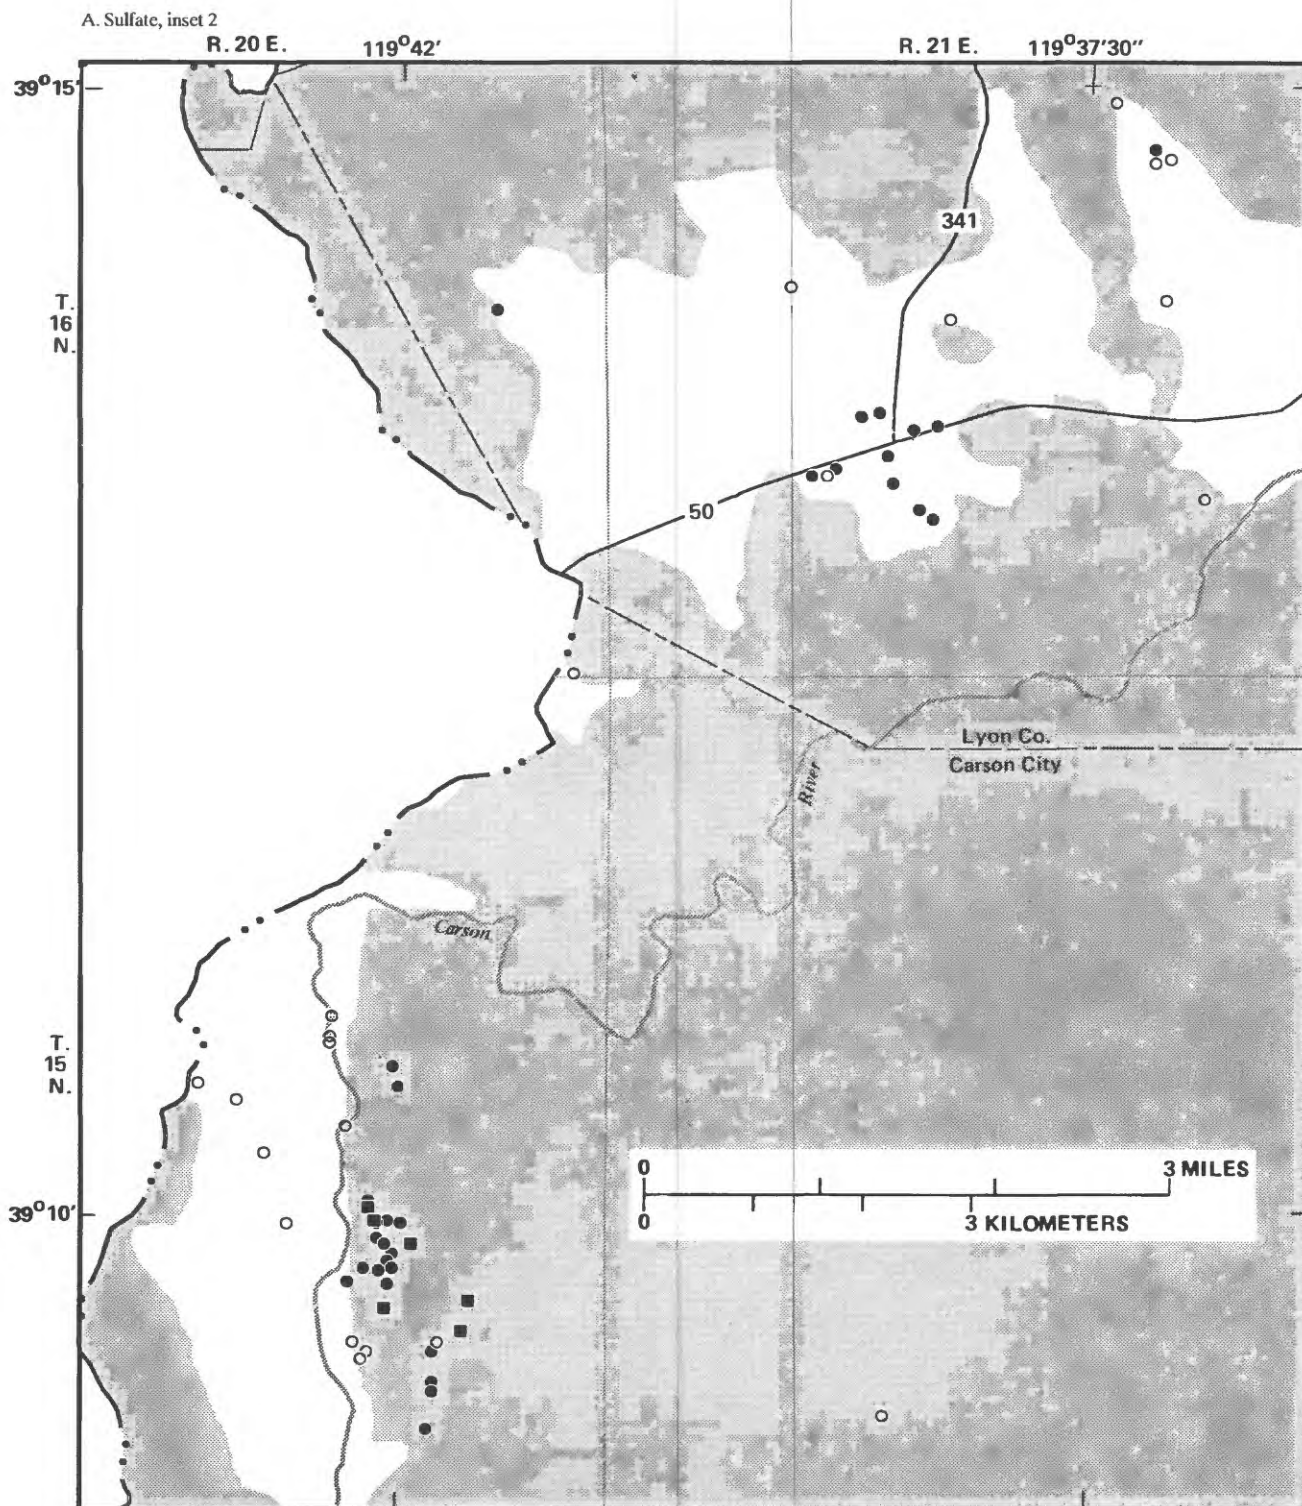 A. Sulfate, inset 2
R. 20 E.
119°42'
R. 21 E.
119°37'30"
39°15'
341
T.
16
N.
50
Lyon Co.
Carson City
River
Carson
T.
15
N.
0
3 MILES
39°10'
0
3 KILOMETERS